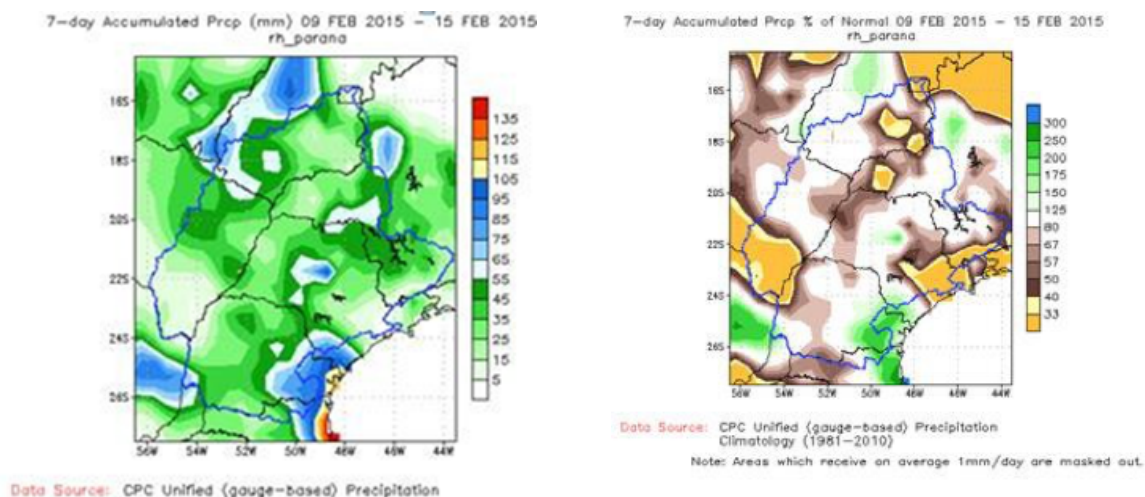 7-day Accumulated Prcp (mm) 09 FEB 2015 - 15 FEB 2015
rh_parana
16S
18S
20S
22S
24S
26S
56W 54W 52W 50W 48W 46W 44W
135
125
115
105
95
85
75
65
55
45
35
25
15
5
Data Source: CPC Unified (gauge-based) Precipitation
7-day Accumulated Prcp % of Normal 09 FEB 2015 - 15 FEB 2015
rh_parana
16S
18S
20S
22S
24S
26S
56W 54W 52W 50W 48W 46W 44W
300
250
200
175
150
125
80
67
57
50
40
33
Data Source: CPC Unified (gauge-based) Precipitation
Climatology (1981-2010)
Note: Areas which receive on average 1mm/day are masked out.